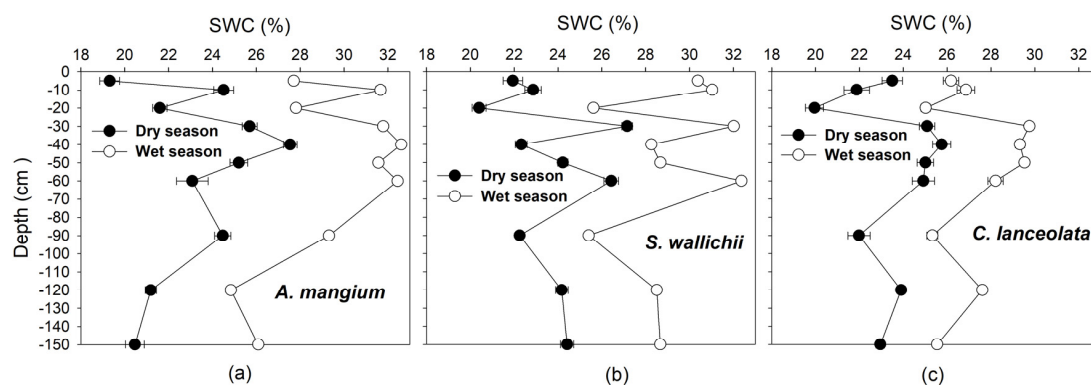 SWC (%)
SWC (%)
SWC (%)
18 20 22 24 26 28 30 32
18 20 22 24 26 28 30 32
18 20 22 24 26 28 30 32
Depth (cm )
0
-10
-20
-30
-40
-50
-60
-70
-80
-90
-100
-110
-120
-130
-140
-150
Dry season
Wet season
A. mangium
(a)
Dry season
Wet season
S. wallichii
(b)
Dry season
Wet season
C. lanceolata
(c)